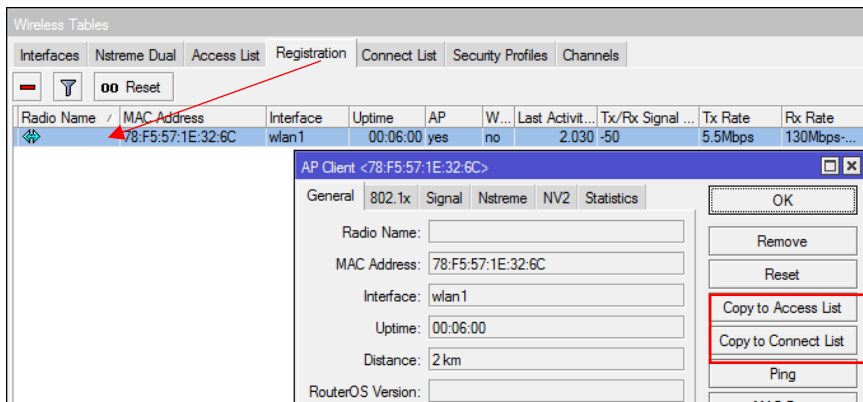 Wireless Tables
Interfaces Nstreme Dual Access List Registration Connect List Security Profiles Channels
00 Reset
Radio Name / MAC Address Interface Uptime AP W... Last Activit... Tx/Rx Signal ... Tx Rate Rx Rate
78:F5:57:1E:32:6C wlan1 00:06:00 yes no 2.030 -50 5.5Mbps 130Mbps-...
AP Client <78:F5:57:1E:32:6C>
General 802.1x Signal Nstreme NV2 Statistics
OK
Radio Name:
Remove
MAC Address: 78:F5:57:1E:32:6C
Reset
Interface: wlan1
Copy to Access List
Uptime: 00:06:00
Copy to Connect List
Distance: 2 km
Ping
RouterOS Version: